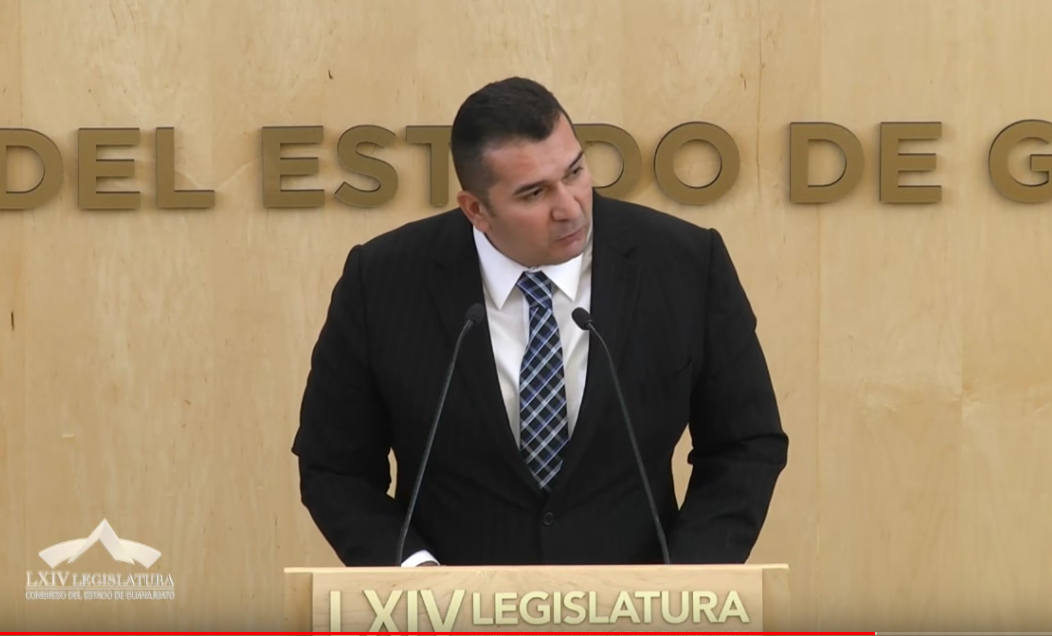 DEL ESTADO DE G
LXIV LEGISLATURA
CONGRESO DEL ESTADO DE GUANAJUATO
LXIV LEGISLATURA